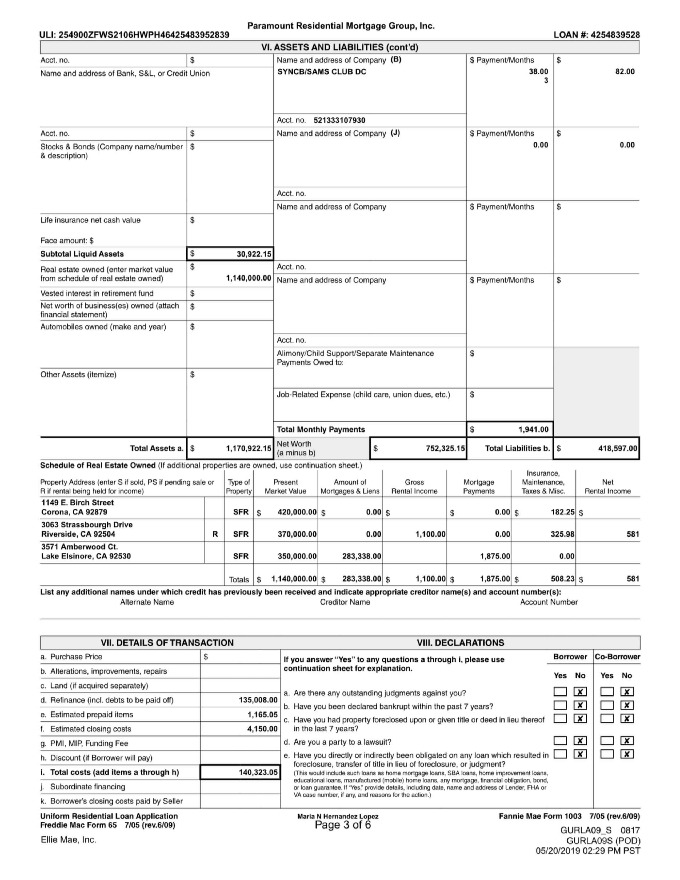 Paramount Residential Mortgage Group, Inc.
ULI: 254900ZFWS2106HWPH46425483952839 LOAN #: 4254839528
VI. ASSETS AND LIABILITIES (cont'd)
Acct. no. $ Name and address of Company (B) $ Payment/Months $
Name and address of Bank, S&L, or Credit Union SYNCB/SAMS CLUB DC 38.00 82.00
3
Acct. no. 521333107930
Acct. no. $ Name and address of Company (J) $ Payment/Months $
Stocks & Bonds (Company name/number $ 0.00 0.00
& description)
Acct. no.
Name and address of Company $ Payment/Months $
Life insurance net cash value $
Face amount: $
Subtotal Liquid Assets $ 30,922.15
Real estate owned (enter market value $ Acct. no.
from schedule of real estate owned) 1,140,000.00 Name and address of Company $ Payment/Months $
Vested interest in retirement fund $
Net worth of business(es) owned (attach $
financial statement)
Automobiles owned (make and year) $
Acct. no.
Alimony/Child Support/Separate Maintenance $
Payments Owed to:
Other Assets (itemize) $
Job-Related Expense (child care, union dues, etc.) $
Total Monthly Payments $ 1,941.00
Total Assets a. $ 1,170,922.15 Net Worth $ 752,325.15 Total Liabilities b. $ 418,597.00
(a minus b)
Schedule of Real Estate Owned (If additional properties are owned, use continuation sheet.)
Insurance,
Property Address (enter S if sold, PS if pending sale or Type of Present Amount of Gross Mortgage Maintenance, Net
R if rental being held for income) Property Market Value Mortgages & Liens Rental Income Payments Taxes & Misc. Rental Income
1149 E. Birch Street
Corona, CA 92879 SFR $ 420,000.00 $ 0.00 $ $ 0.00 $ 182.25 $
3063 Strassbourgh Drive
Riverside, CA 92504 R SFR 370,000.00 0.00 1,100.00 0.00 325.98 581
3571 Amberwood Ct.
Lake Elsinore, CA 92530 SFR 350,000.00 283,338.00 1,875.00 0.00
Totals $ 1,140,000.00 $ 283,338.00 $ 1,100.00 $ 1,875.00 $ 508.23 $ 581
List any additional names under which credit has previously been received and indicate appropriate creditor name(s) and account number(s):
Alternate Name Creditor Name Account Number
VII. DETAILS OF TRANSACTION VIII. DECLARATIONS
a. Purchase Price $ If you answer "Yes" to any questions a through i, please use Borrower Co-Borrower
b. Alterations, improvements, repairs continuation sheet for explanation. Yes No Yes No
c. Land (if acquired separately)
d. Refinance (incl. debts to be paid off) 135,008.00 a. Are there any outstanding judgments against you? X X
e. Estimated prepaid items 1,165.05 b. Have you been declared bankrupt within the past 7 years? X X
f. Estimated closing costs 4,150.00 c. Have you had property foreclosed upon or given title or deed in lieu thereof X X
in the last 7 years?
g. PMI, MIP, Funding Fee d. Are you a party to a lawsuit? X X
h. Discount (if Borrower will pay) e. Have you directly or indirectly been obligated on any loan which resulted in X X
foreclosure, transfer of title in lieu of foreclosure, or judgment?
i. Total costs (add items a through h) 140,323.05 (This would include such loans as home mortgage loans, SBA loans, home improvement loans,
educational loans, manufactured (mobile) home loans, any mortgage, financial obligation, bond,
j. Subordinate financing or loan guarantee. If "Yes," provide details, including date, name and address of Lender, FHA or
VA case number, if any, and reasons for the action.)
k. Borrower's closing costs paid by Seller
Uniform Residential Loan Application Maria N Hernandez Lopez Fannie Mae Form 1003 7/05 (rev.6/09)
Freddie Mac Form 65 7/05 (rev.6/09) Page 3 of 6
GURLA09_S 0817
Ellie Mae, Inc. GURLA09S (POD)
05/20/2019 02:29 PM PST